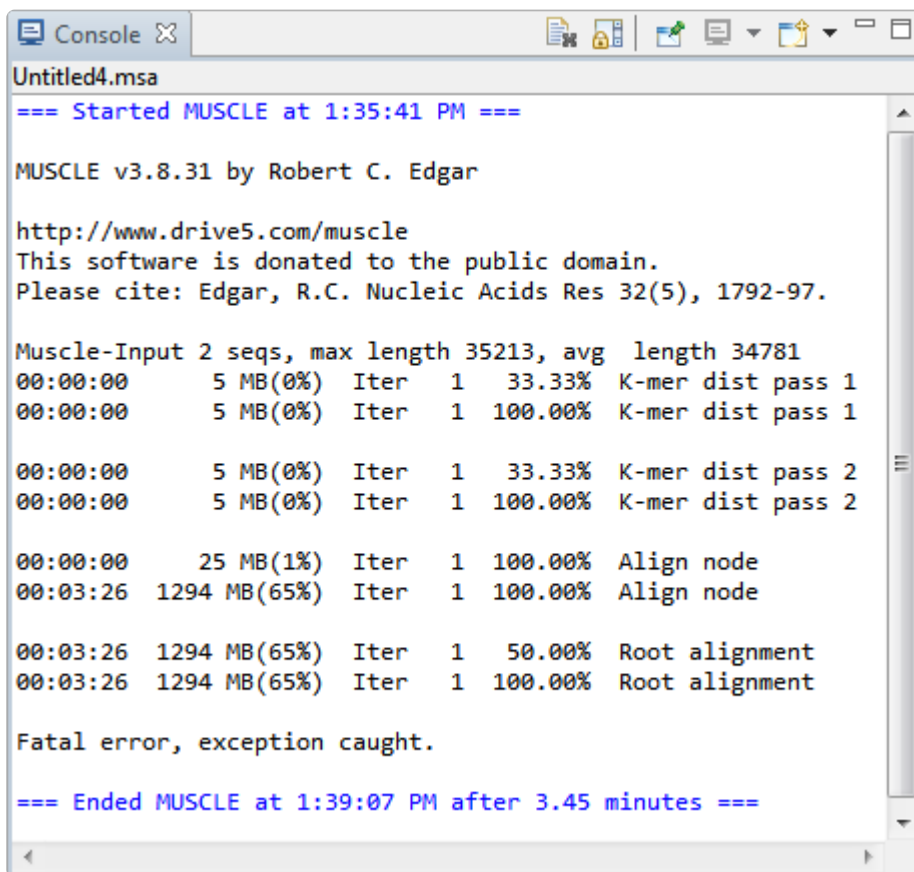 Console
Untitled4.msa
=== Started MUSCLE at 1:35:41 PM ===
MUSCLE v3.8.31 by Robert C. Edgar
http://www.drive5.com/muscle
This software is donated to the public domain.
Please cite: Edgar, R.C. Nucleic Acids Res 32(5), 1792-97.
Muscle-Input 2 seqs, max length 35213, avg  length 34781
00:00:00      5 MB(0%)  Iter   1   33.33%  K-mer dist pass 1
00:00:00      5 MB(0%)  Iter   1  100.00%  K-mer dist pass 1
00:00:00      5 MB(0%)  Iter   1   33.33%  K-mer dist pass 2
00:00:00      5 MB(0%)  Iter   1  100.00%  K-mer dist pass 2
00:00:00     25 MB(1%)  Iter   1  100.00%  Align node
00:03:26  1294 MB(65%)  Iter   1  100.00%  Align node
00:03:26  1294 MB(65%)  Iter   1   50.00%  Root alignment
00:03:26  1294 MB(65%)  Iter   1  100.00%  Root alignment
Fatal error, exception caught.
=== Ended MUSCLE at 1:39:07 PM after 3.45 minutes ===